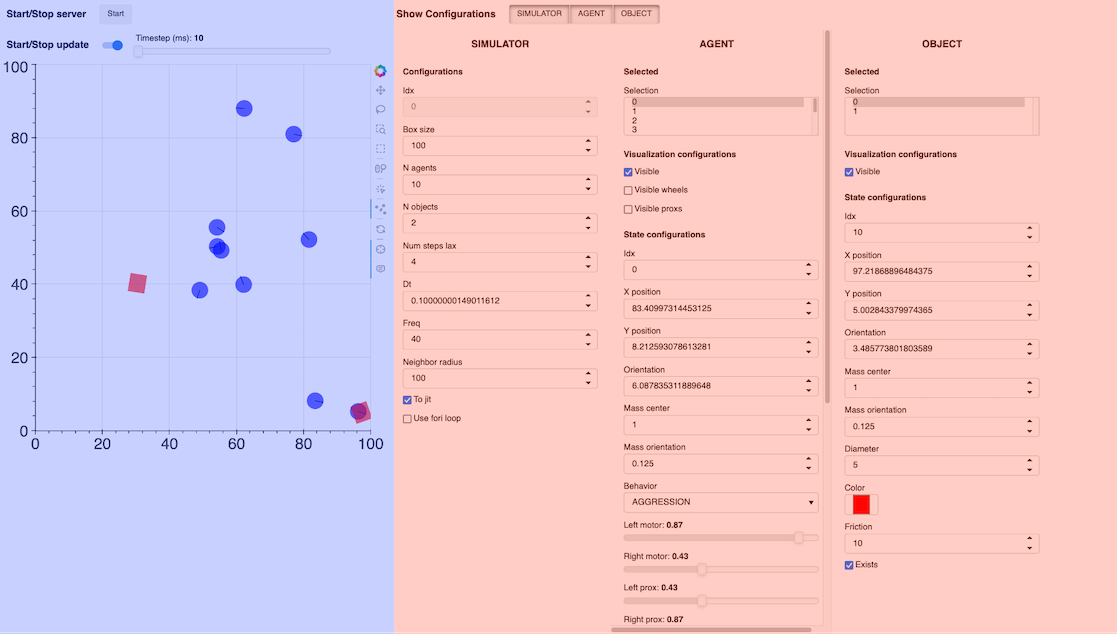 Start/Stop server
Start
Start/Stop update
Timestep (ms): 10
100
80
60
40
20
0
0
20
40
60
80
100
Show Configurations
SIMULATOR
AGENT
OBJECT
SIMULATOR
Configurations
Idx
0
Box size
100
N agents
10
N objects
2
Num steps lax
4
Dt
0.10000000149011612
Freq
40
Neighbor radius
100
To jit
Use fori loop
AGENT
Selected
Selection
0
1
2
3
Visualization configurations
Visible
Visible wheels
Visible proxs
State configurations
Idx
0
X position
83.40997314453125
Y position
8.212593078613281
Orientation
6.087835311889648
Mass center
1
Mass orientation
0.125
Behavior
AGGRESSION
Left motor: 0.87
Right motor: 0.43
Left prox: 0.43
Right prox: 0.87
OBJECT
Selected
Selection
0
1
Visualization configurations
Visible
State configurations
Idx
10
X position
97.21868896484375
Y position
5.002843379974365
Orientation
3.485773801803589
Mass center
1
Mass orientation
0.125
Diameter
5
Color
Friction
10
Exists